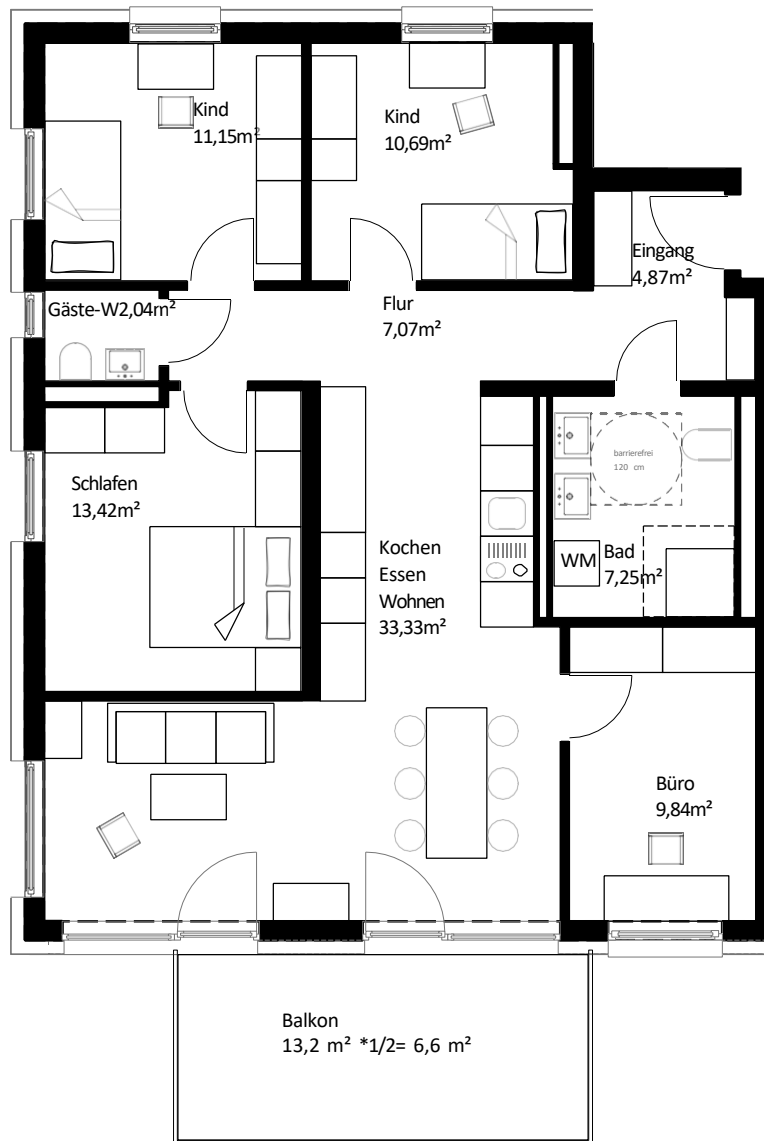 Kind
11,15m²
Kind
10,69m²
Eingang
4,87m²
Gäste-W2,04m²
Flur
7,07m²
Schlafen
13,42m²
barrierefrei
120 cm
Kochen
Essen
Wohnen
33,33m²
WM
Bad
7,25m²
Büro
9,84m²
Balkon
13,2 m² *1/2= 6,6 m²